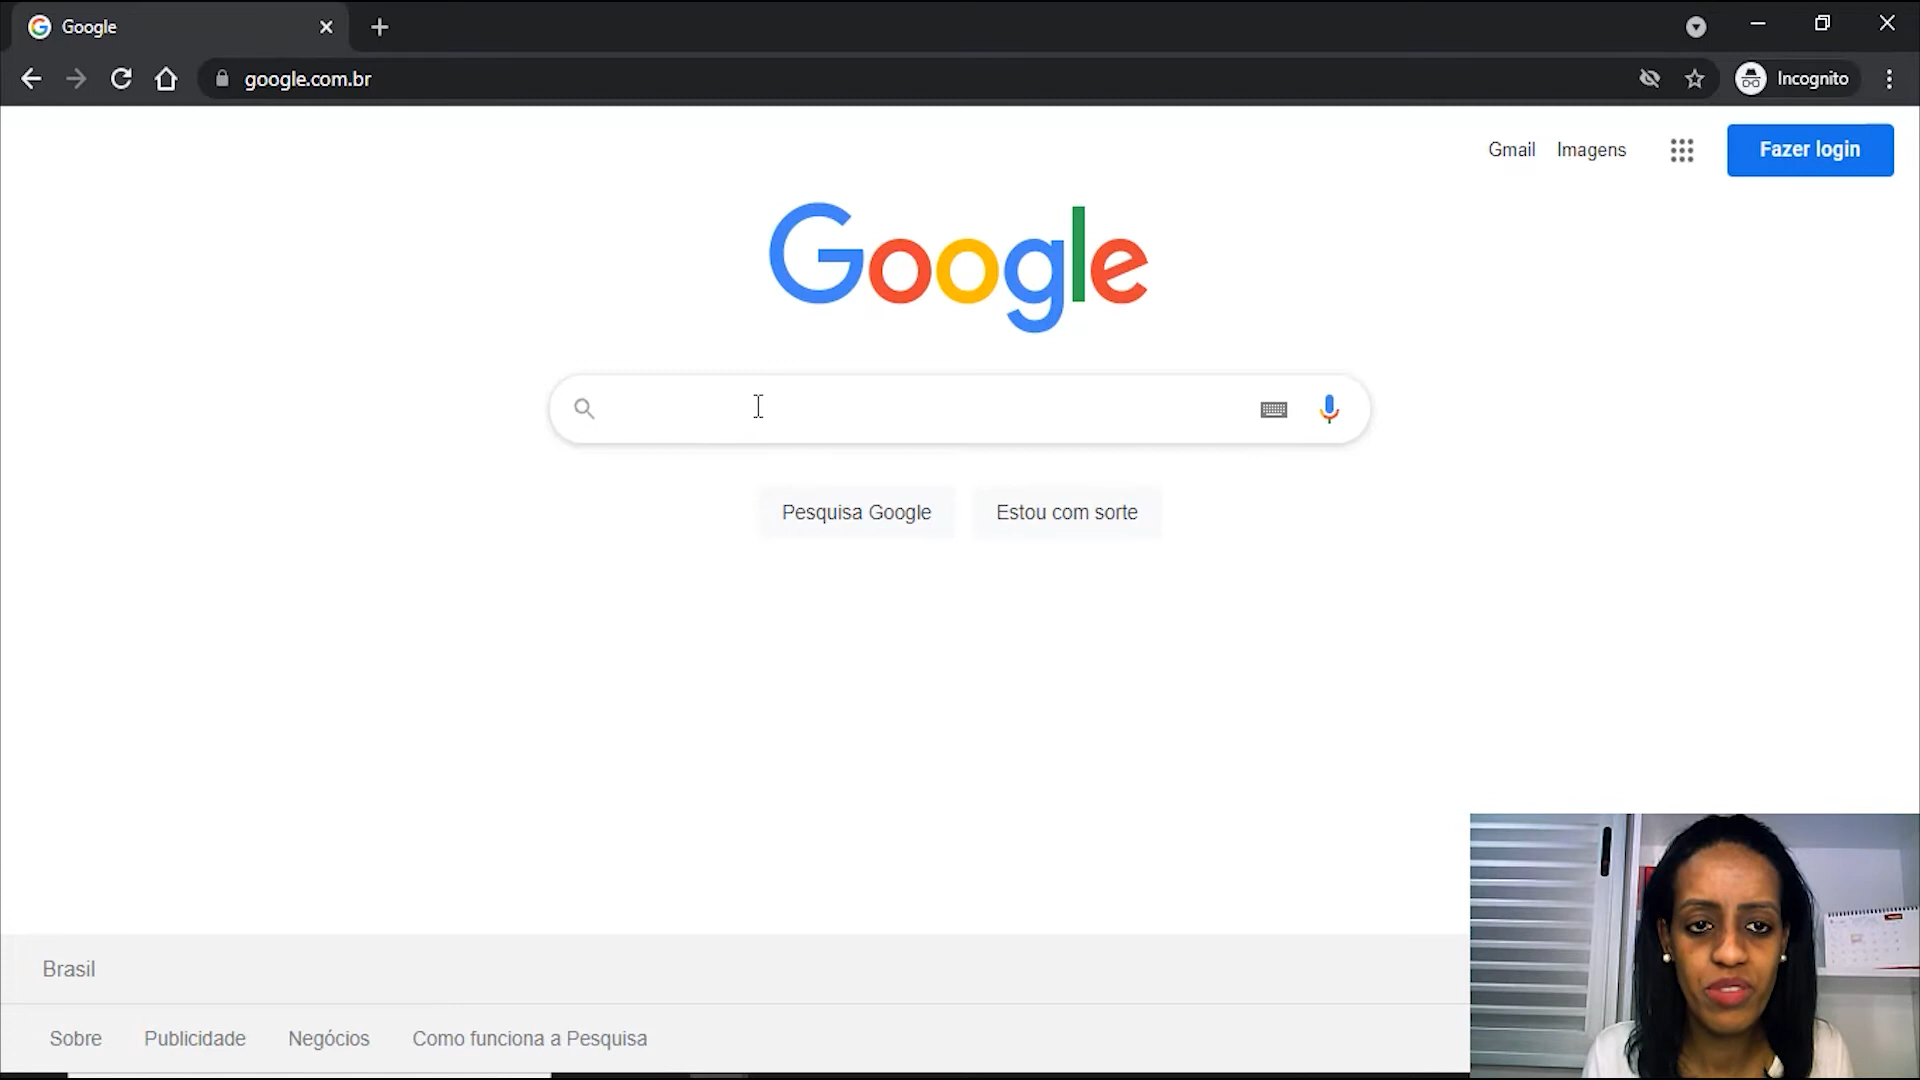 Google
google.com.br
Incognito
Gmail Imagens
Fazer login
Google
Pesquisa Google Estou com sorte
Brasil
Sobre Publicidade Negócios Como funciona a Pesquisa